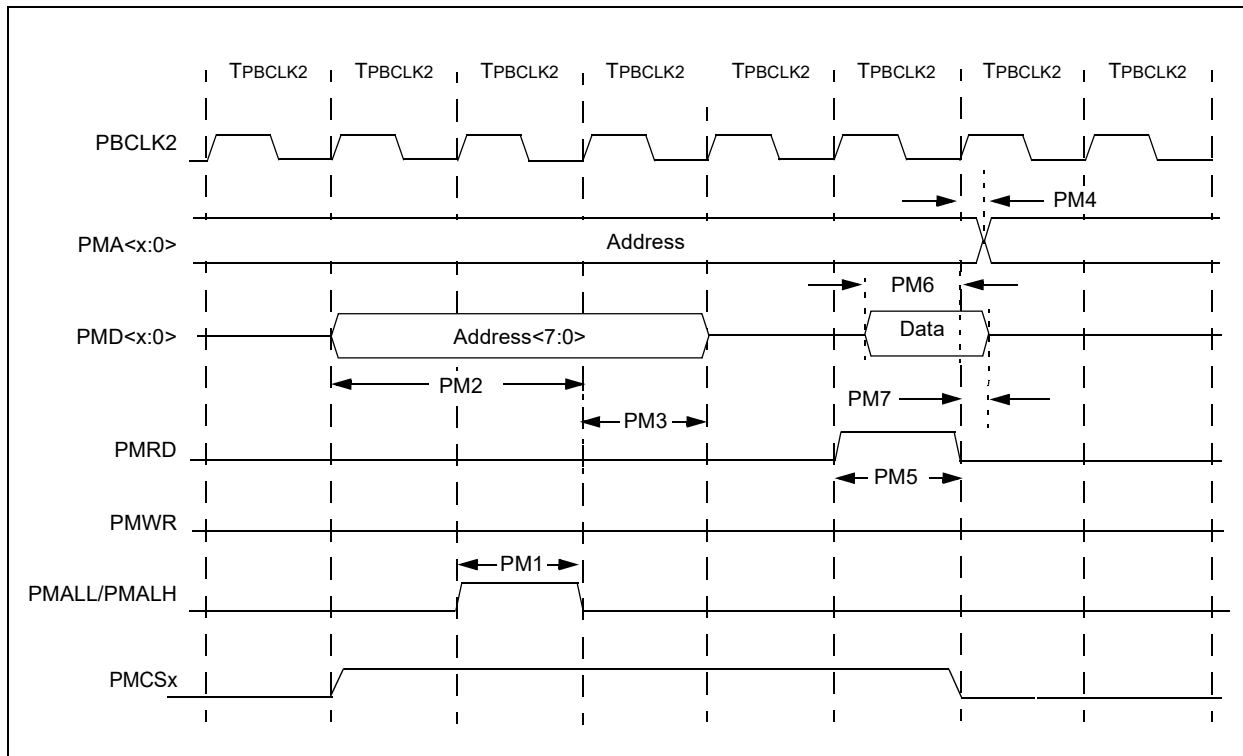 TPBCLK2 TPBCLK2 TPBCLK2 TPBCLK2 TPBCLK2 TPBCLK2 TPBCLK2 TPBCLK2
PBCLK2
PM4
PMA<x:0> Address
PM6
PMD<x:0> Address<7:0> Data
PM2
PM7
PM3
PMRD
PM5
PMWR
PM1
PMALL/PMALH
PMCSx